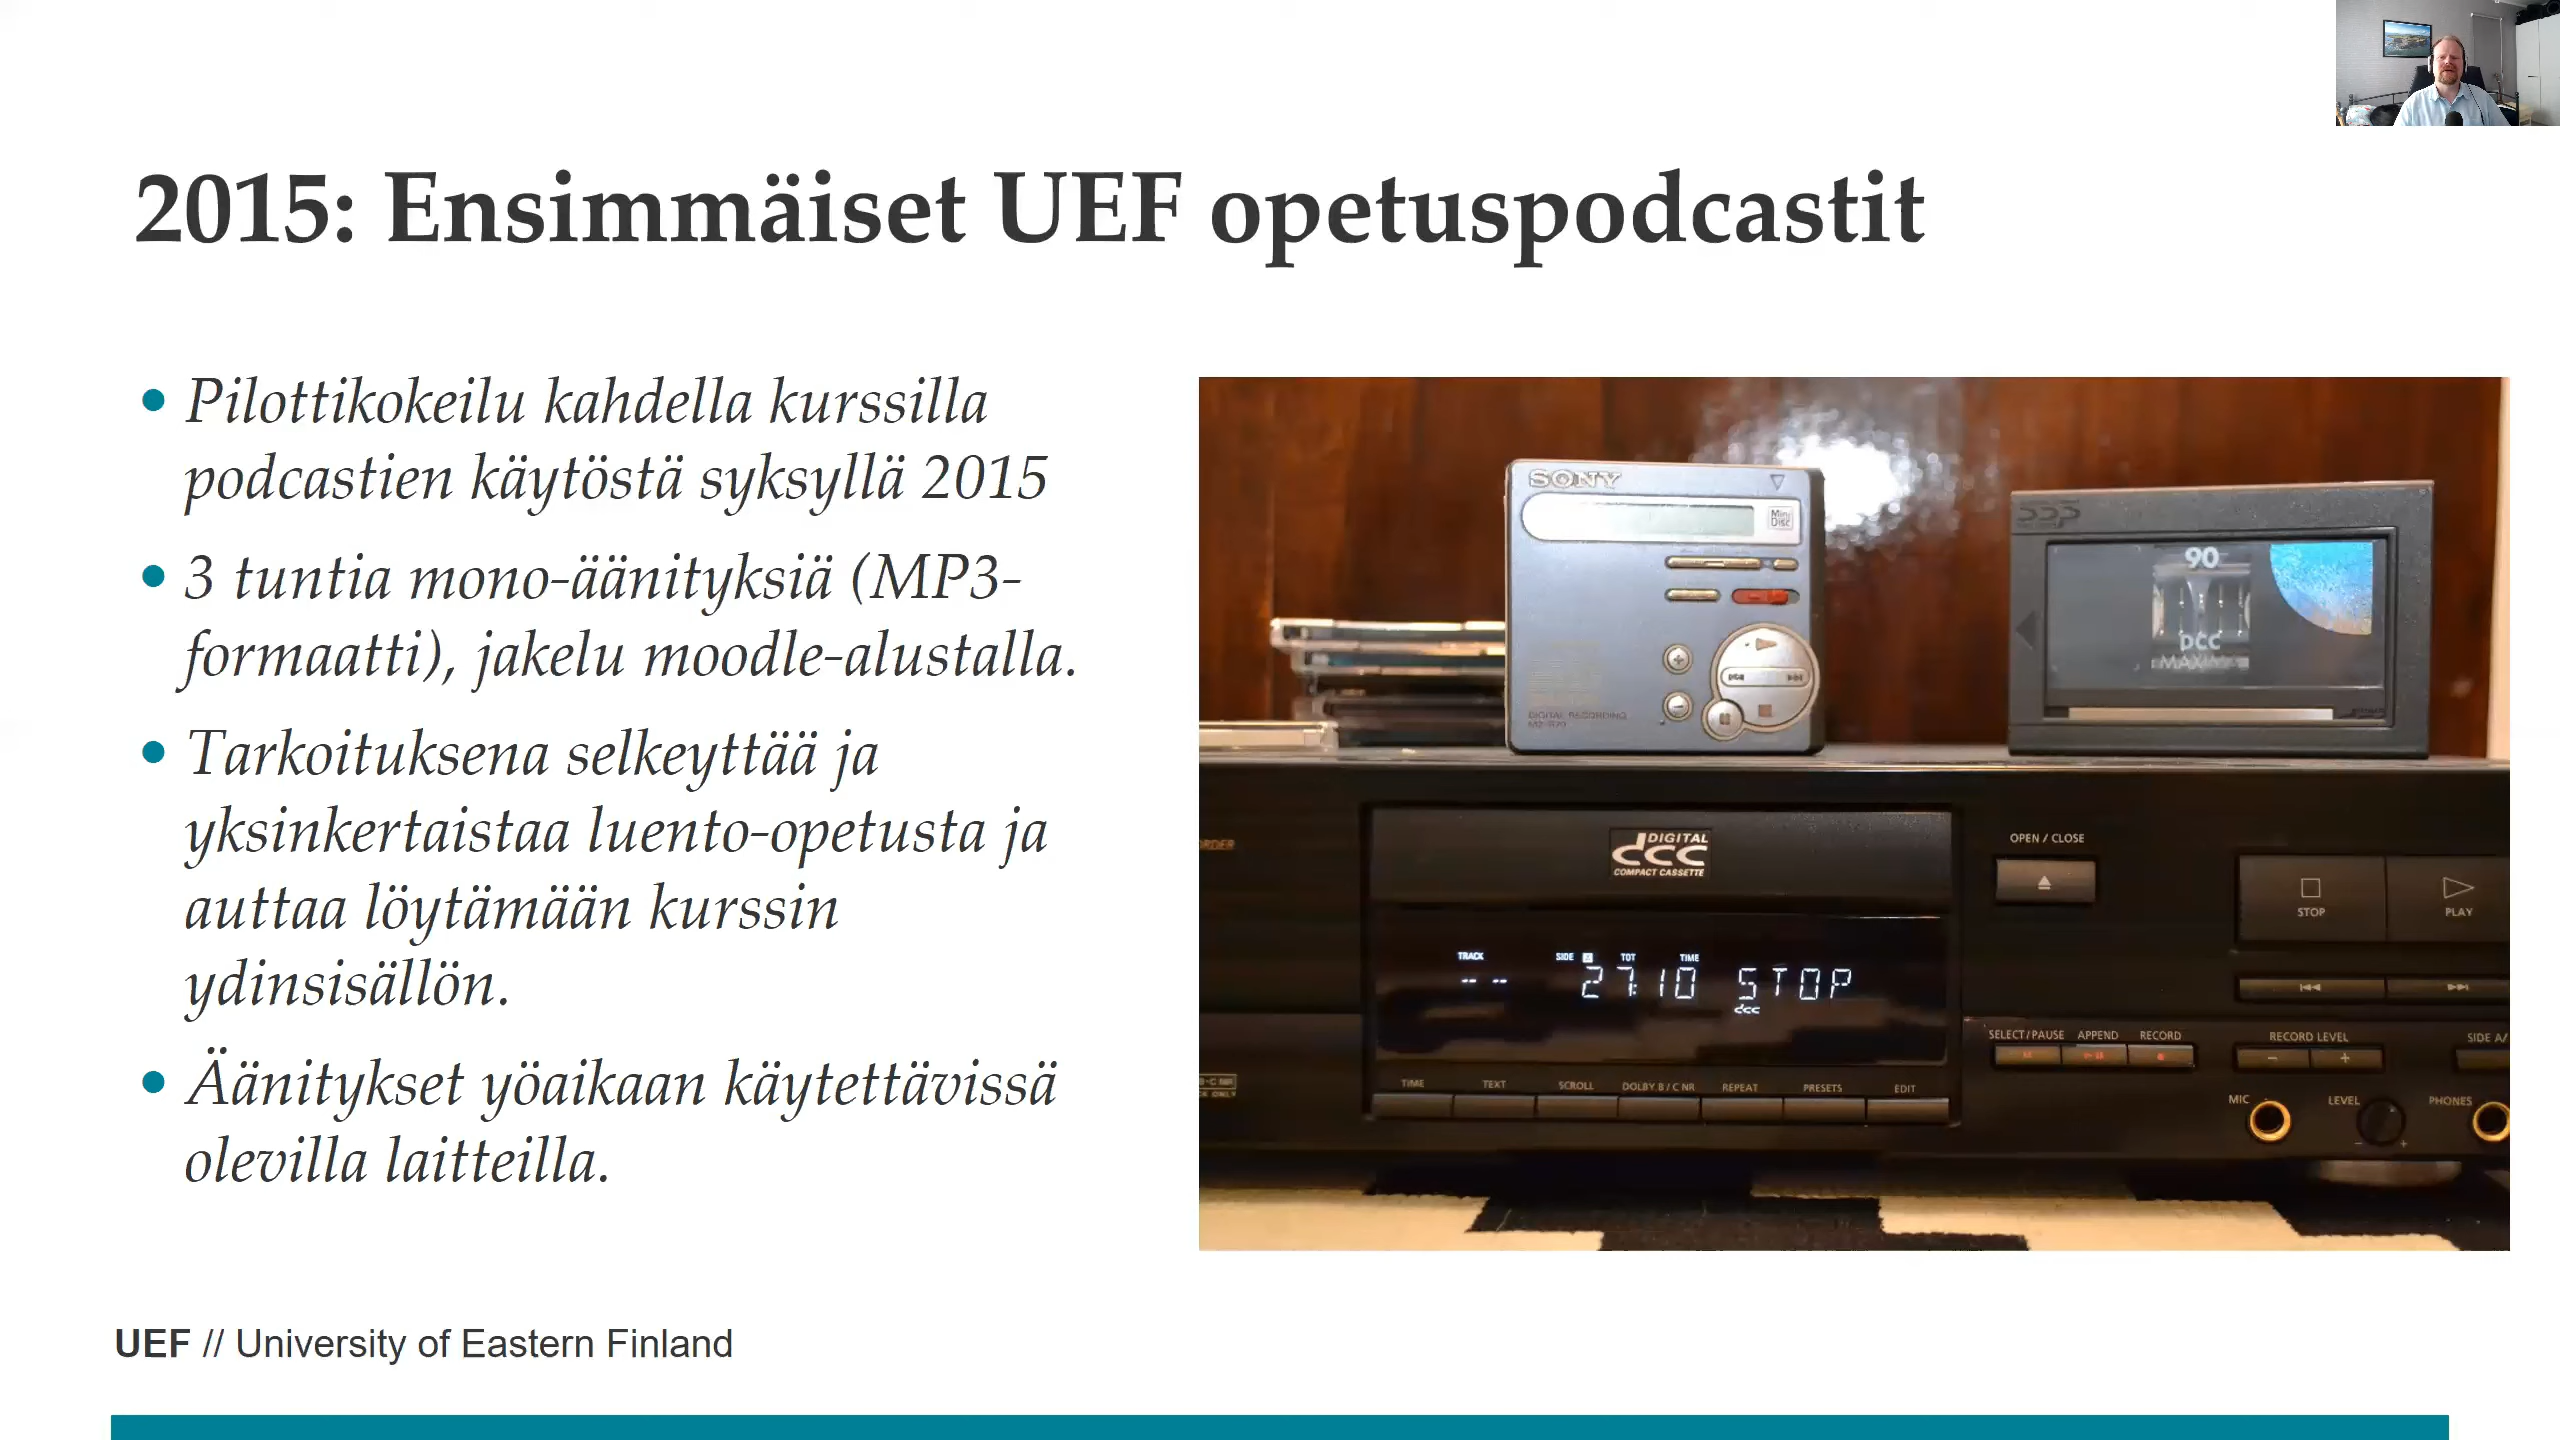 2015: Ensimmäiset UEF opetuspodcastit
• Pilottikokeilu kahdella kurssilla
podcastien käytöstä syksyllä 2015
• 3 tuntia mono-äänityksiä (MP3-
formaatti), jakelu moodle-alustalla.
• Tarkoituksena selkeyttää ja
yksinkertaistaa luento-opetusta ja
auttaa löytämään kurssin
ydinsisällön.
• Äänitykset yöaikaan käytettävissä
olevilla laitteilla.
SONY
Mini Disc
DIGITAL RECORDING
90
DCC
MAXIMA
DIGITAL
dcc
COMPACT CASSETTE
OPEN / CLOSE
STOP
PLAY
TRACK SIDE A TOT TIME
-- -- 27:10 STOP
dcc
SELECT/PAUSE APPEND RECORD
RECORD LEVEL
SIDE A/
TIME TEXT SCROLL DOLBY B / C NR REPEAT PRESETS EDIT
MIC LEVEL PHONES
UEF // University of Eastern Finland